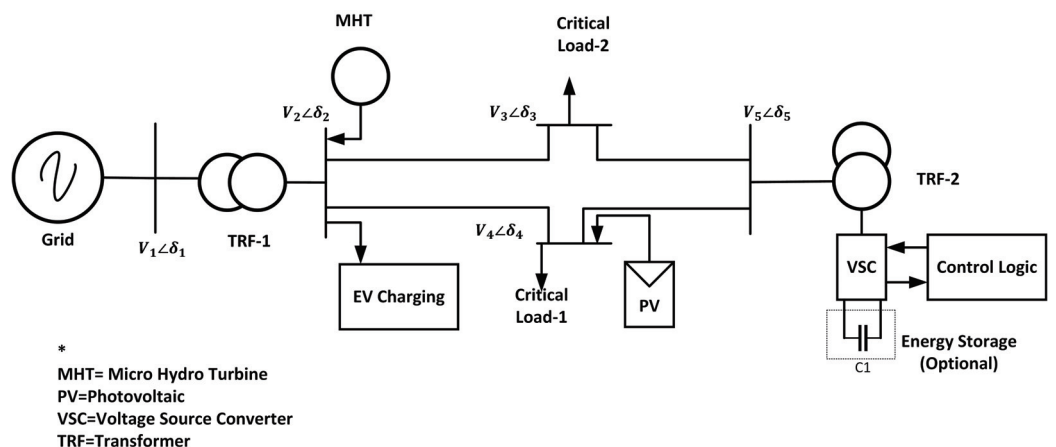 MHT
Critical
Load-2
V₂∠δ₂
V₃∠δ₃
V₅∠δ₅
Grid
V₁∠δ₁
TRF-1
TRF-2
V₄∠δ₄
EV Charging
Critical
Load-1
PV
VSC
Control Logic
C1
Energy Storage
(Optional)
*
MHT= Micro Hydro Turbine
PV=Photovoltaic
VSC=Voltage Source Converter
TRF=Transformer